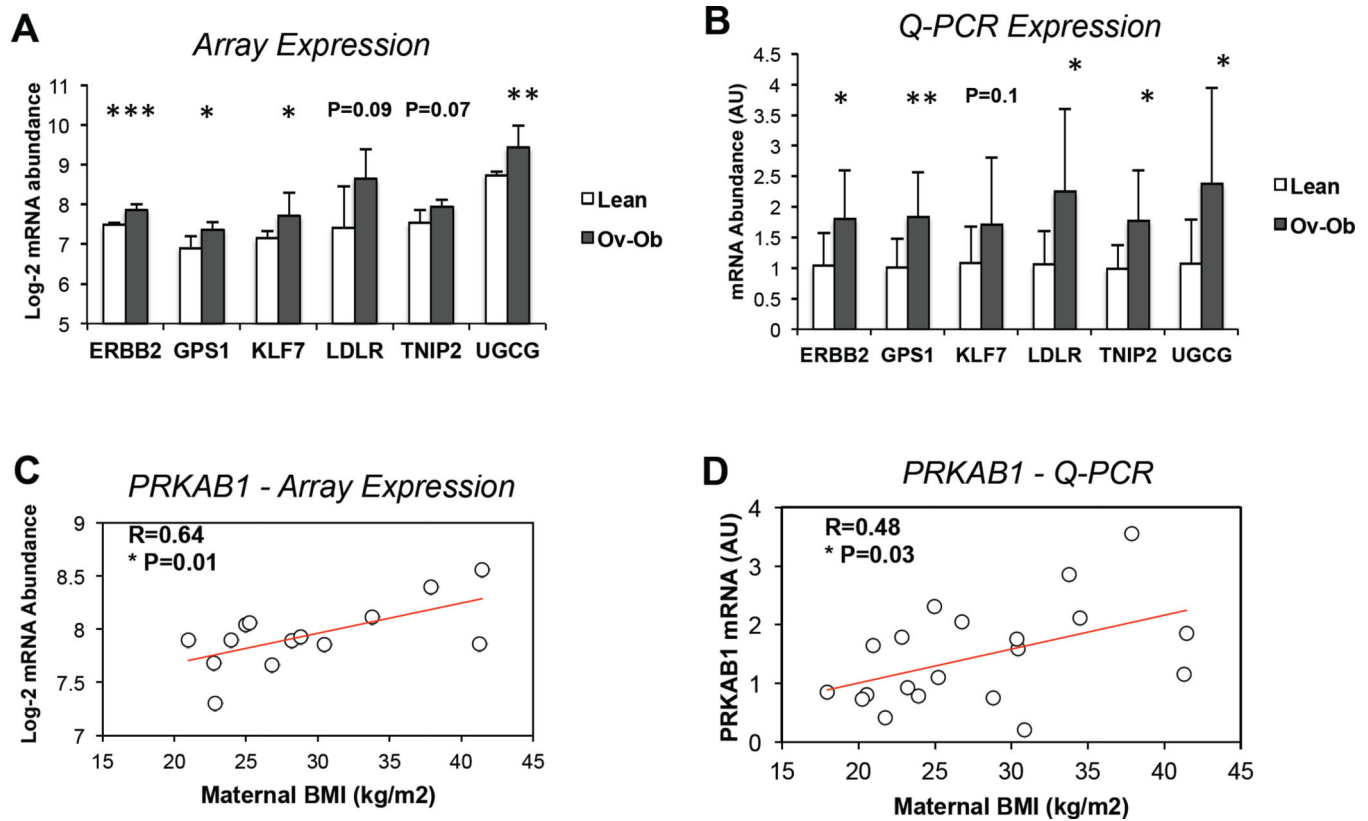 A
Array Expression
Log-2 mRNA abundance
11
10
9
8
7
6
5
***
*
*
P=0.09
P=0.07
**
ERBB2
GPS1
KLF7
LDLR
TNIP2
UGCG
Lean
Ov-Ob
B
Q-PCR Expression
mRNA Abundance (AU)
4.5
4
3.5
3
2.5
2
1.5
1
0.5
0
*
**
P=0.1
*
*
*
ERBB2
GPS1
KLF7
LDLR
TNIP2
UGCG
Lean
Ov-Ob
C
PRKAB1 - Array Expression
Log-2 mRNA Abundance
R=0.64
* P=0.01
9
8.5
8
7.5
7
15
20
25
30
35
40
45
Maternal BMI (kg/m2)
D
PRKAB1 - Q-PCR
PRKAB1 mRNA (AU)
R=0.48
* P=0.03
4
3
2
1
0
15
20
25
30
35
40
45
Maternal BMI (kg/m2)